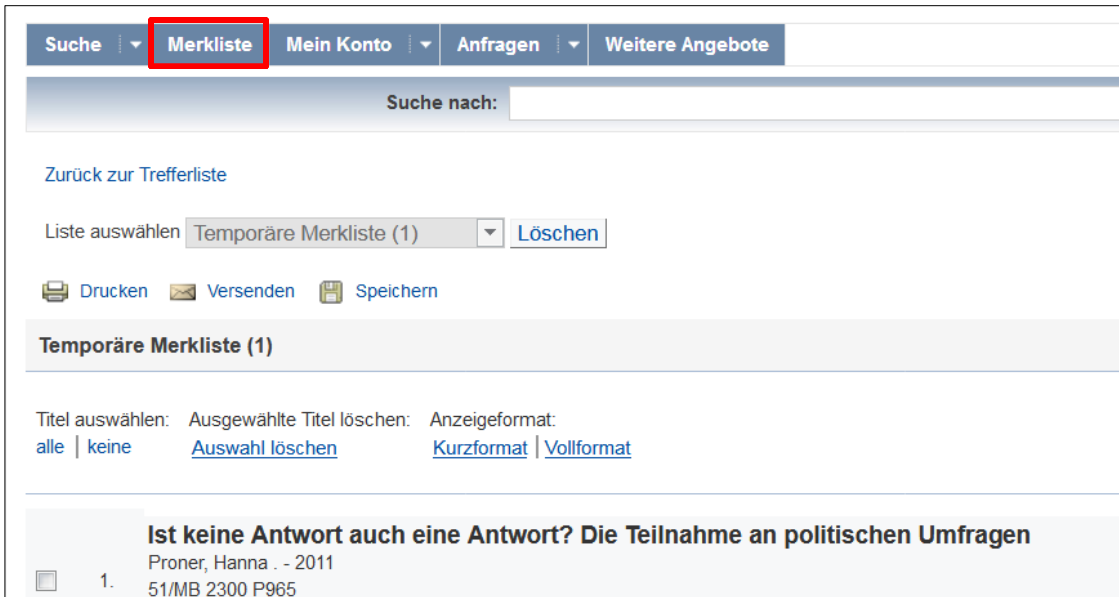 Suche Merkliste Mein Konto Anfragen Weitere Angebote
Suche nach:
Zurück zur Trefferliste
Liste auswählen Temporäre Merkliste (1) Löschen
Drucken Versenden Speichern
Temporäre Merkliste (1)
Titel auswählen: Ausgewählte Titel löschen: Anzeigeformat:
alle | keine Auswahl löschen Kurzformat | Vollformat
Ist keine Antwort auch eine Antwort? Die Teilnahme an politischen Umfragen
Proner, Hanna . - 2011
1.
51/MB 2300 P965